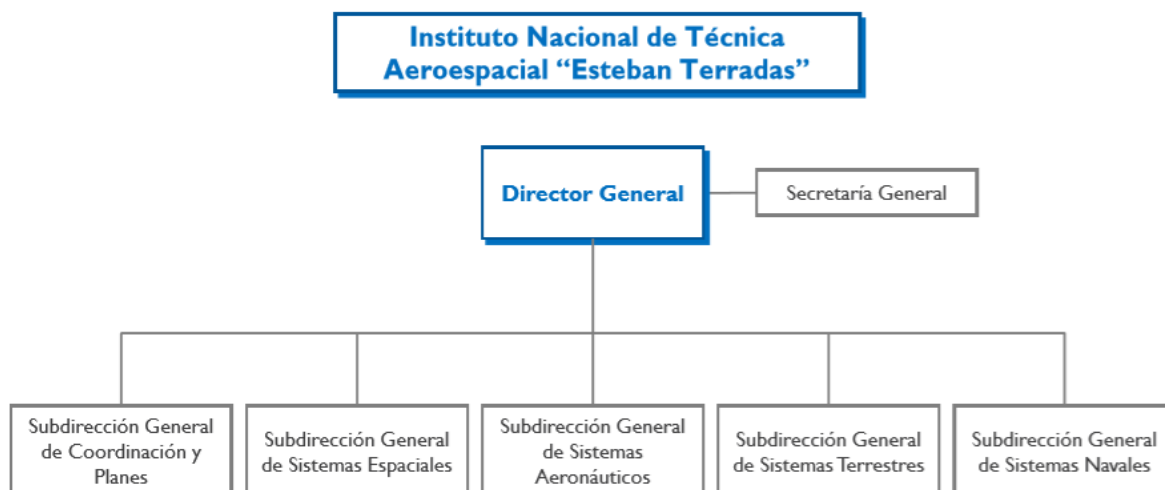 Instituto Nacional de Técnica
Aeroespacial “Esteban Terradas”
Director General
Secretaría General
Subdirección General
de Coordinación y
Planes
Subdirección General
de Sistemas Espaciales
Subdirección General
de Sistemas
Aeronáuticos
Subdirección General
de Sistemas Terrestres
Subdirección General
de Sistemas Navales